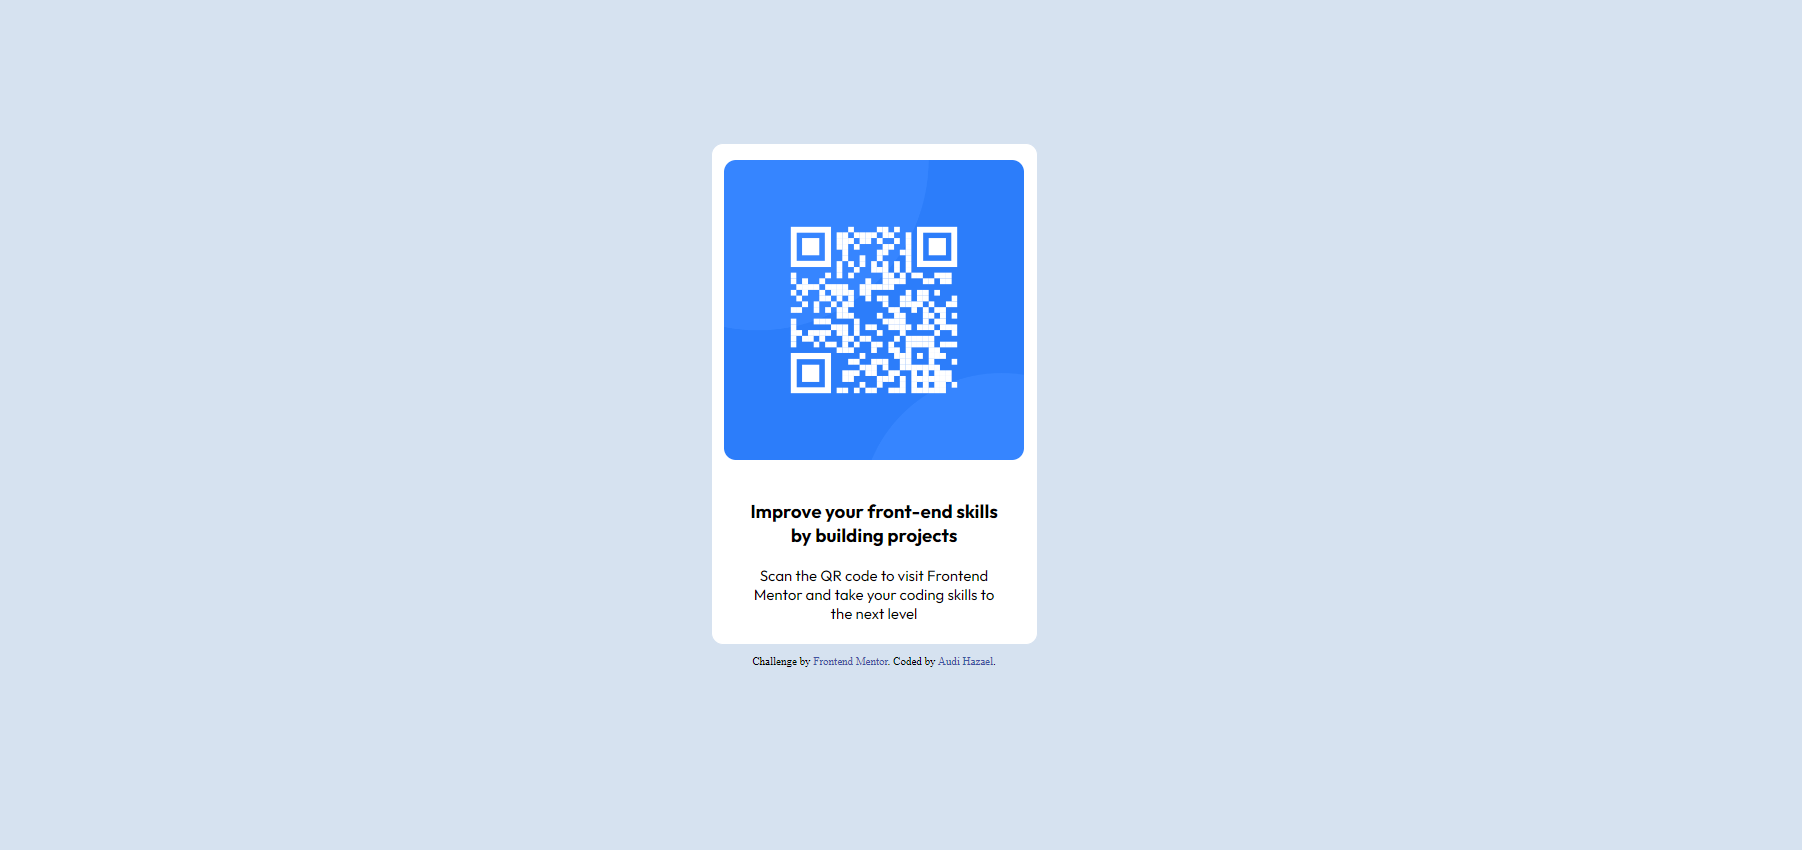 Improve your front-end skills
by building projects
Scan the QR code to visit Frontend
Mentor and take your coding skills to
the next level
Challenge by Frontend Mentor. Coded by Audi Hazael.